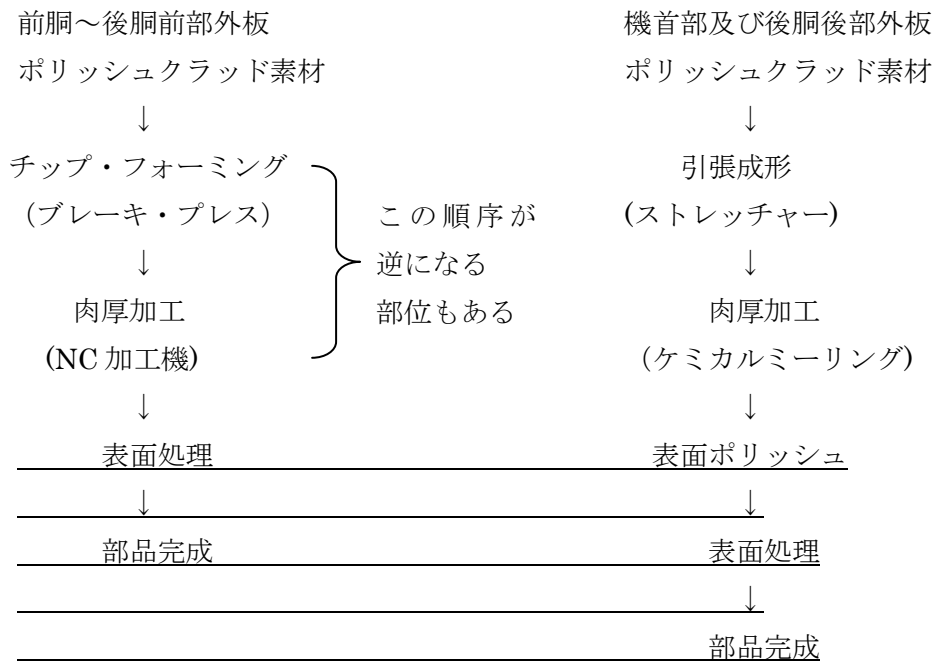 前胴～後胴前部外板
ポリッシュクラッド素材
↓
チップ・フォーミング
（ブレーキ・プレス）
↓
肉厚加工
(NC 加工機)
↓
表面処理
↓
部品完成
この順序が
逆になる
部位もある
機首部及び後胴後部外板
ポリッシュクラッド素材
↓
引張成形
(ストレッチャー)
↓
肉厚加工
（ケミカルミーリング）
↓
表面ポリッシュ
↓
表面処理
↓
部品完成